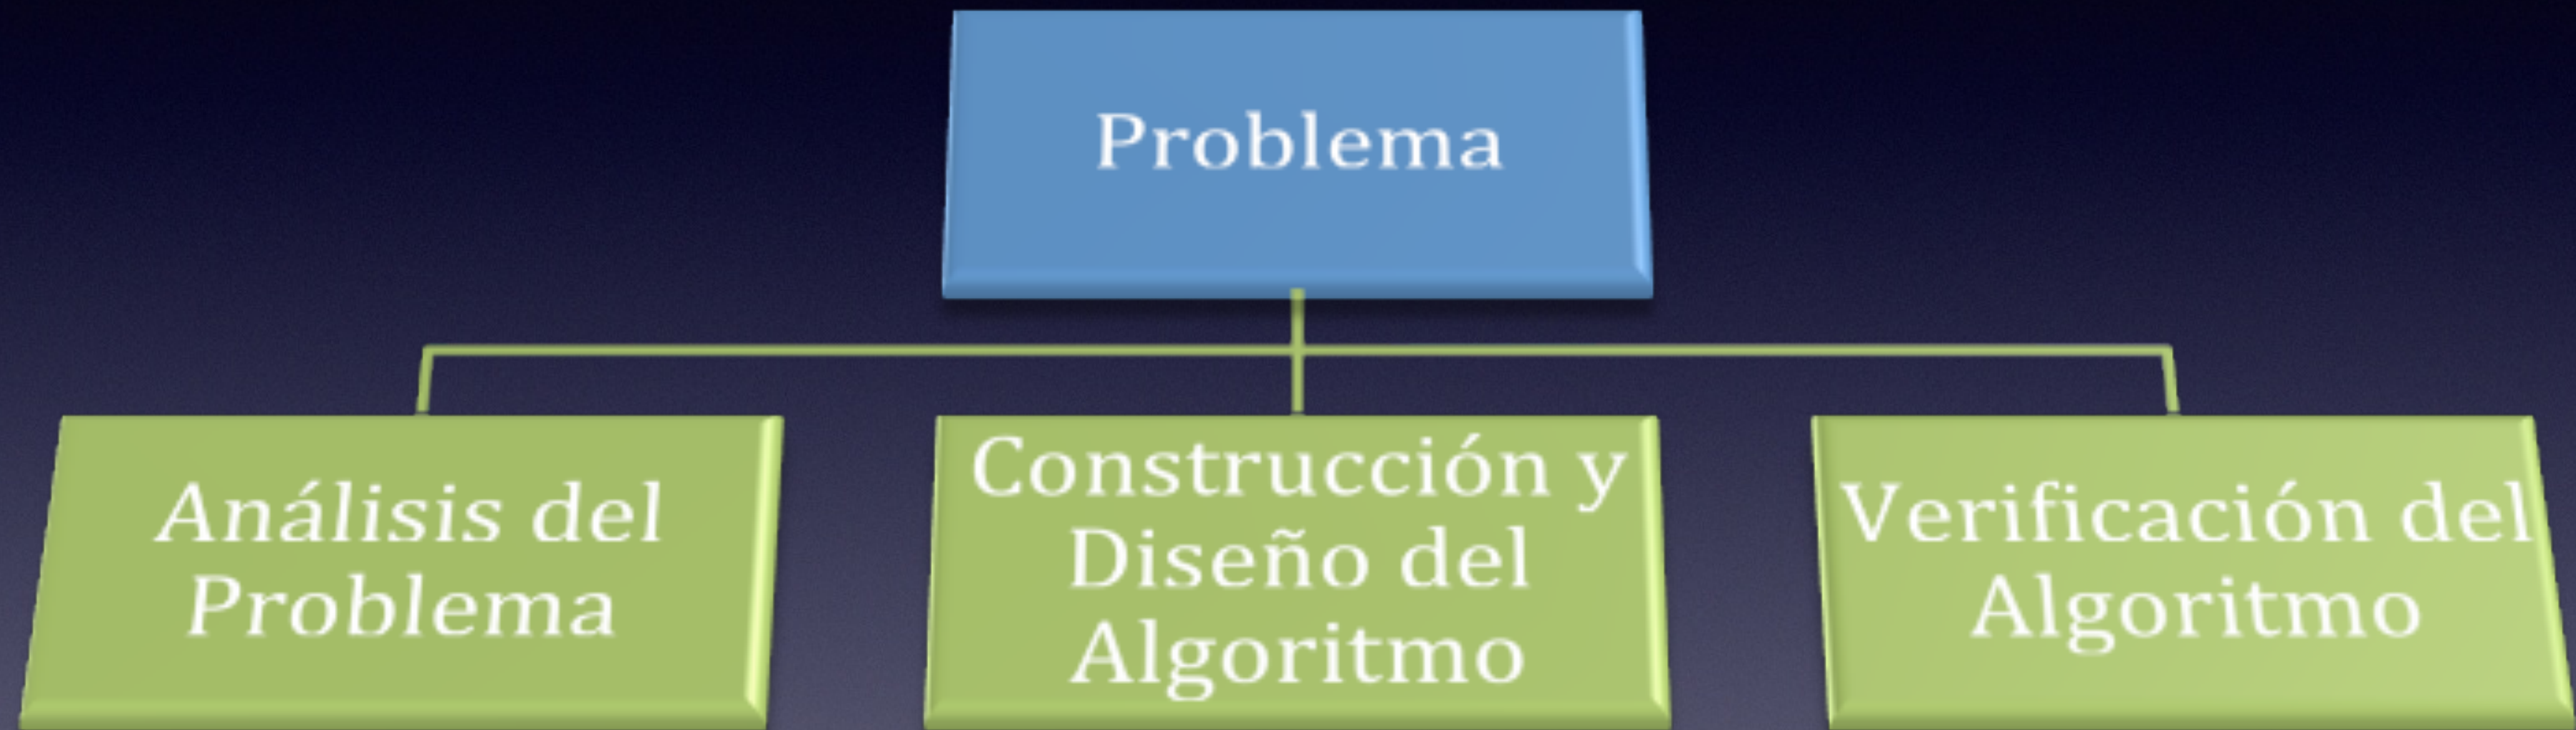 Problema
Análisis del
Problema
Construcción y
Diseño del
Algoritmo
Verificación del
Algoritmo